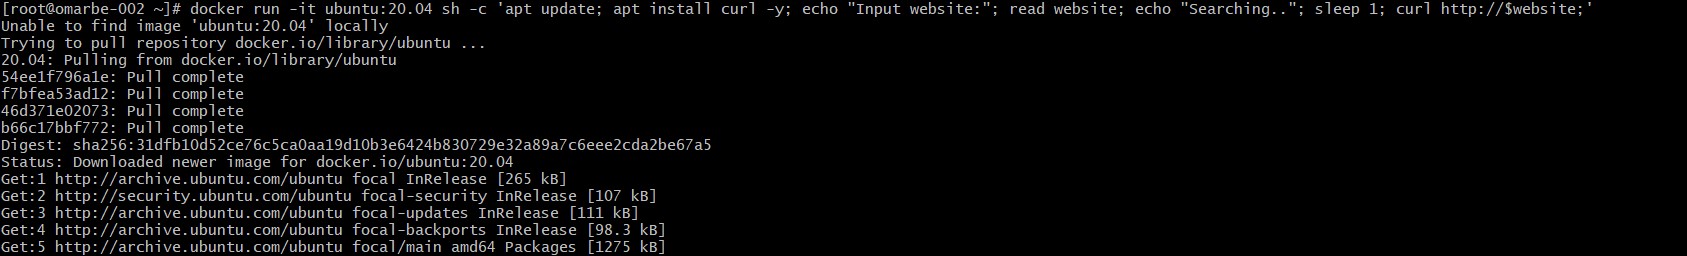 [root@omarbe-002 ~]# docker run -it ubuntu:20.04 sh -c 'apt update; apt install curl -y; echo "Input website:"; read website; echo "Searching.."; sleep 1; curl http://$website;'
Unable to find image 'ubuntu:20.04' locally
Trying to pull repository docker.io/library/ubuntu ...
20.04: Pulling from docker.io/library/ubuntu
54ee1f796a1e: Pull complete
f7bfea53ad12: Pull complete
46d371e02073: Pull complete
b66c17bbf772: Pull complete
Digest: sha256:31dfb10d52ce76c5ca0aa19d10b3e6424b830729e32a89a7c6eee2cda2be67a5
Status: Downloaded newer image for docker.io/ubuntu:20.04
Get:1 http://archive.ubuntu.com/ubuntu focal InRelease [265 kB]
Get:2 http://security.ubuntu.com/ubuntu focal-security InRelease [107 kB]
Get:3 http://archive.ubuntu.com/ubuntu focal-updates InRelease [111 kB]
Get:4 http://archive.ubuntu.com/ubuntu focal-backports InRelease [98.3 kB]
Get:5 http://archive.ubuntu.com/ubuntu focal/main amd64 Packages [1275 kB]